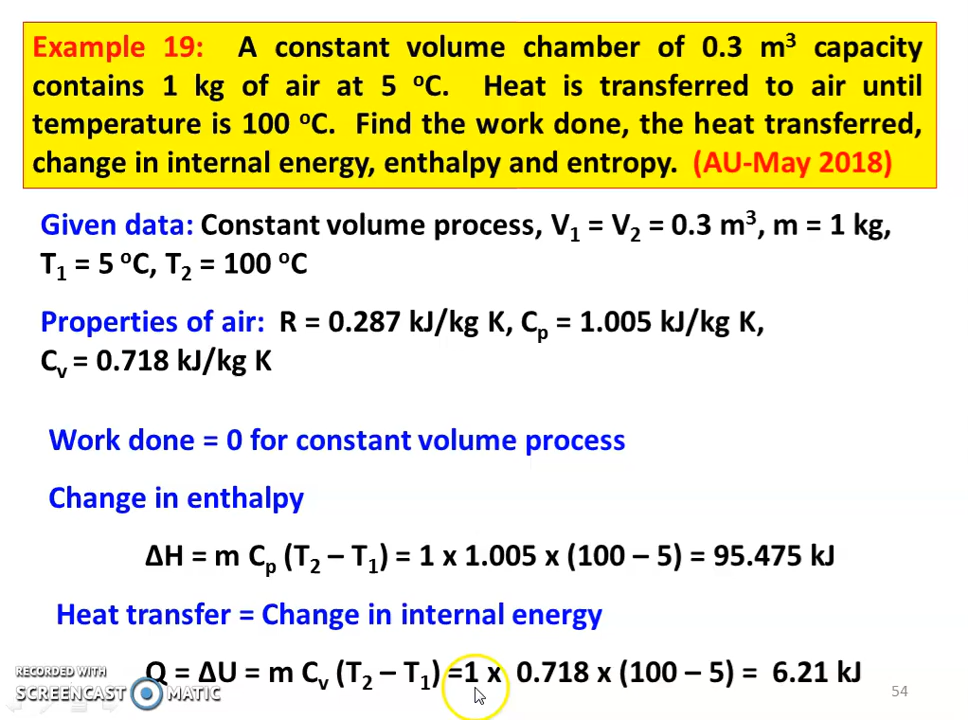 Example 19: A constant volume chamber of 0.3 m³ capacity
contains 1 kg of air at 5 ᵒC. Heat is transferred to air until
temperature is 100 ᵒC. Find the work done, the heat transferred,
change in internal energy, enthalpy and entropy. (AU-May 2018)
Given data: Constant volume process, V₁ = V₂ = 0.3 m³, m = 1 kg,
T₁ = 5 ᵒC, T₂ = 100 ᵒC
Properties of air: R = 0.287 kJ/kg K, Cₚ = 1.005 kJ/kg K,
Cᵥ = 0.718 kJ/kg K
Work done = 0 for constant volume process
Change in enthalpy
ΔH = m Cₚ (T₂ – T₁) = 1 x 1.005 x (100 – 5) = 95.475 kJ
Heat transfer = Change in internal energy
Q = ΔU = m Cᵥ (T₂ – T₁) =1 x 0.718 x (100 – 5) = 6.21 kJ
RECORDED WITH
SCREENCAST MATIC
54